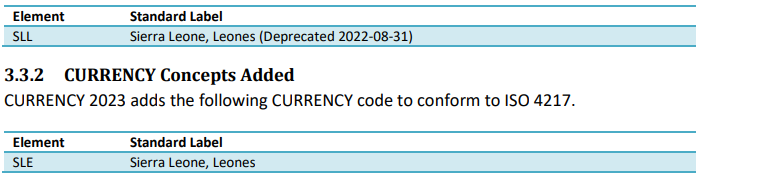 Element Standard Label
SLL Sierra Leone, Leones (Deprecated 2022-08-31)
3.3.2 CURRENCY Concepts Added
CURRENCY 2023 adds the following CURRENCY code to conform to ISO 4217.
Element Standard Label
SLE Sierra Leone, Leones